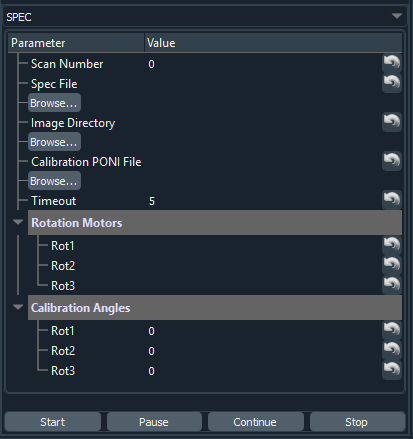 SPEC
Parameter Value
Scan Number 0
Spec File
Browse...
Image Directory
Browse...
Calibration PONI File
Browse...
Timeout 5
Rotation Motors
Rot1
Rot2
Rot3
Calibration Angles
Rot1 0
Rot2 0
Rot3 0
Start Pause Continue Stop